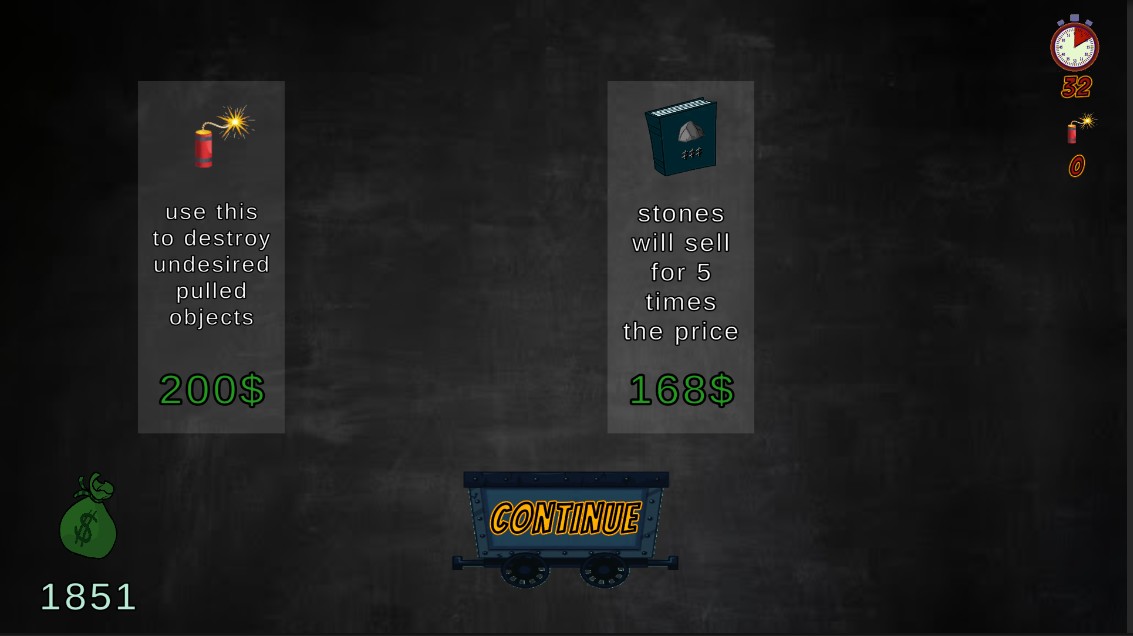 32
0
use this
to destroy
undesired
pulled
objects
200$
stones
will sell
for 5
times
the price
168$
CONTINUE
$
1851